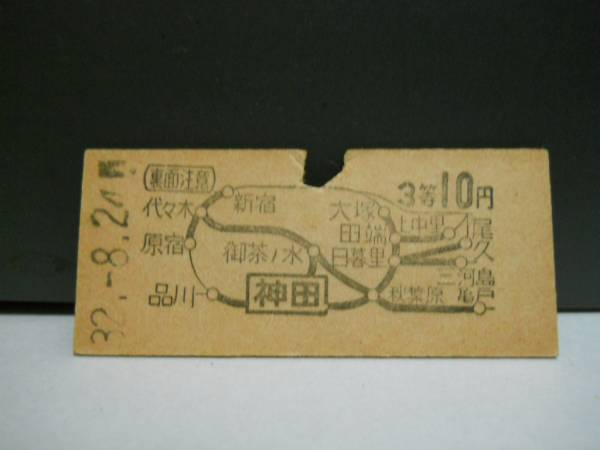 裏面注意
3等10円
代々木
新宿
大塚
上中里
尾久
原宿
御茶ノ水
田端
日暮里
三河島
品川
神田
秋葉原
亀戸
32.-8.24